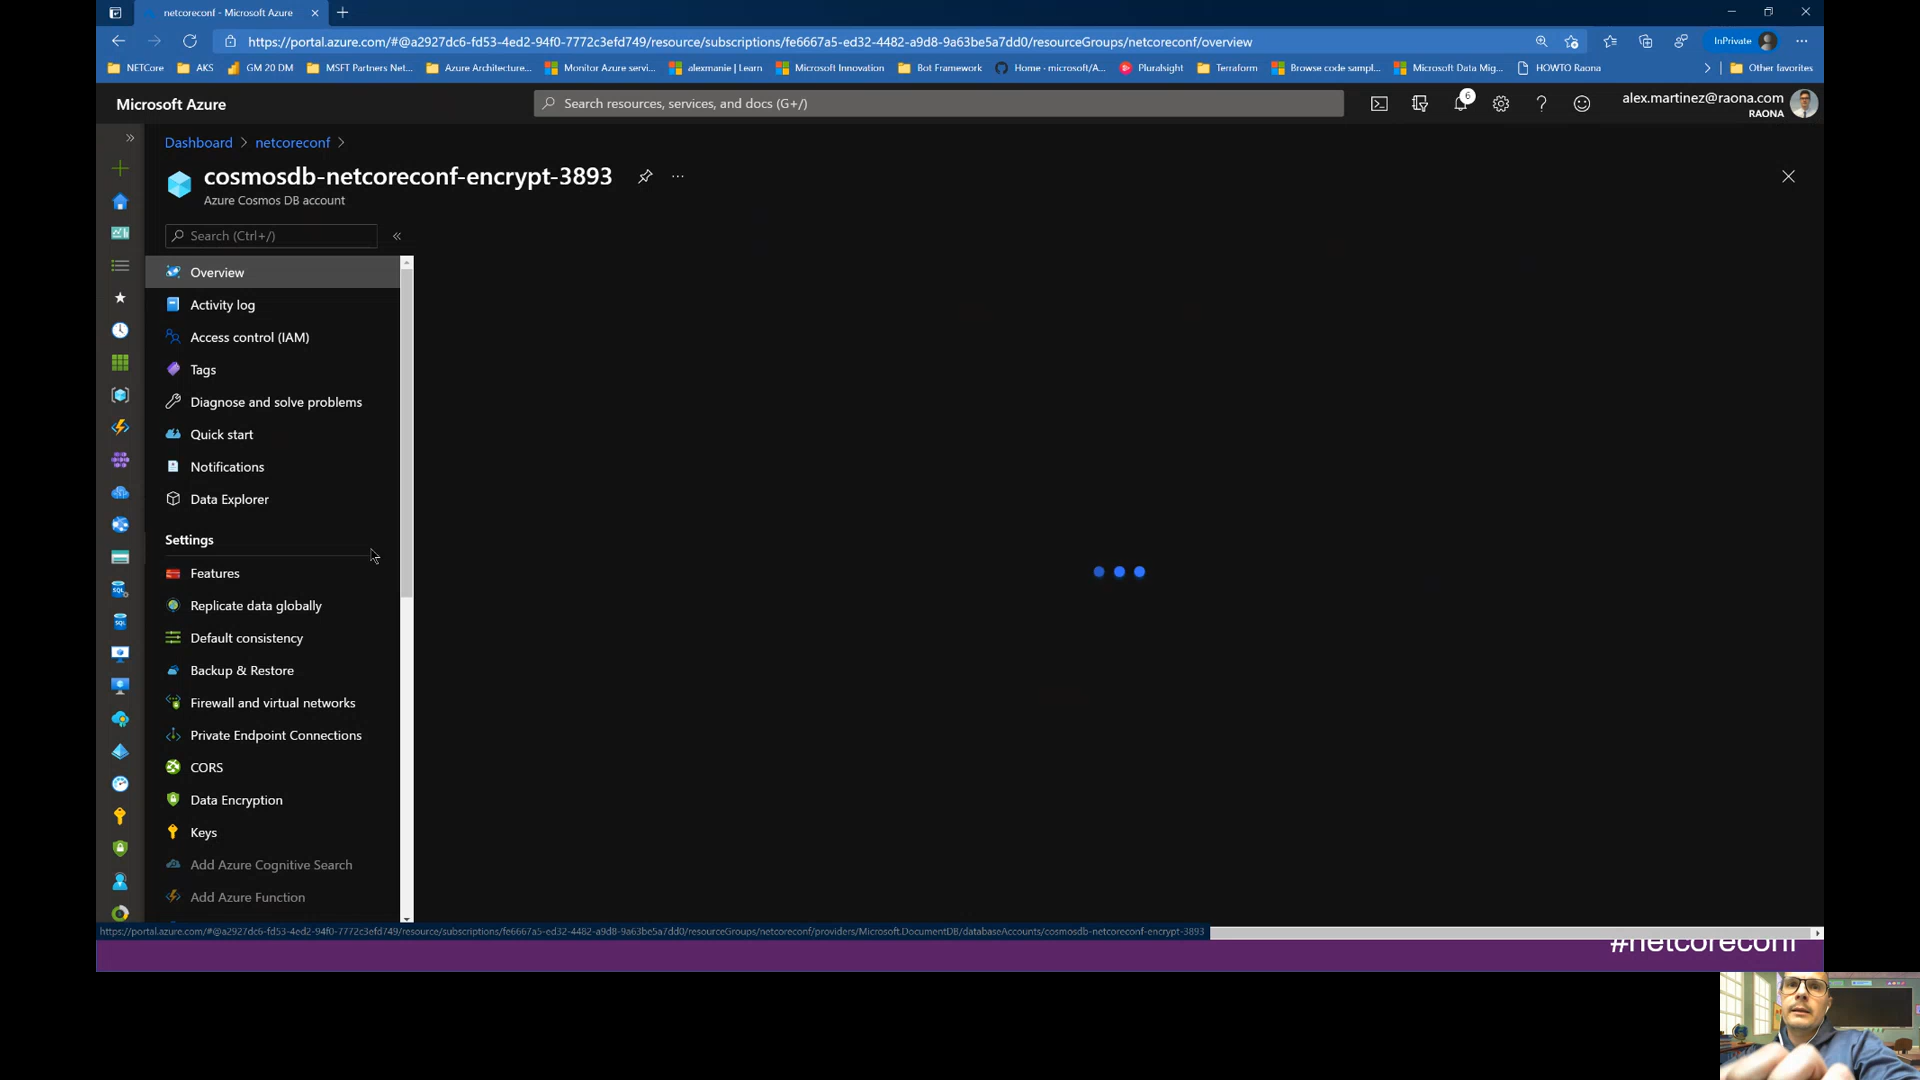 netcoreconf - Microsoft Azure
https://portal.azure.com/#@a2927dc6-fd53-4ed2-94f0-7772c3efd749/resource/subscriptions/fe6667a5-ed32-4482-a9d8-9a63be5a7dd0/resourceGroups/netcoreconf/overview
InPrivate
NETCore
AKS
GM 20 DM
MSFT Partners Net...
Azure Architecture...
Monitor Azure servi...
alexmanie | Learn
Microsoft Innovation
Bot Framework
Home · microsoft/A...
Pluralsight
Terraform
Browse code sampl...
Microsoft Data Mig...
HOWTO Raona
Other favorites
Microsoft Azure
Search resources, services, and docs (G+/)
6
alex.martinez@raona.com
RAONA
Dashboard > netcoreconf >
cosmosdb-netcoreconf-encrypt-3893
Azure Cosmos DB account
Search (Ctrl+/)
Overview
Activity log
Access control (IAM)
Tags
Diagnose and solve problems
Quick start
Notifications
Data Explorer
Settings
Features
Replicate data globally
Default consistency
Backup & Restore
Firewall and virtual networks
Private Endpoint Connections
CORS
Data Encryption
Keys
Add Azure Cognitive Search
Add Azure Function
https://portal.azure.com/#@a2927dc6-fd53-4ed2-94f0-7772c3efd749/resource/subscriptions/fe6667a5-ed32-4482-a9d8-9a63be5a7dd0/resourceGroups/netcoreconf/providers/Microsoft.DocumentDB/databaseAccounts/cosmosdb-netcoreconf-encrypt-3893
#netcoreconf